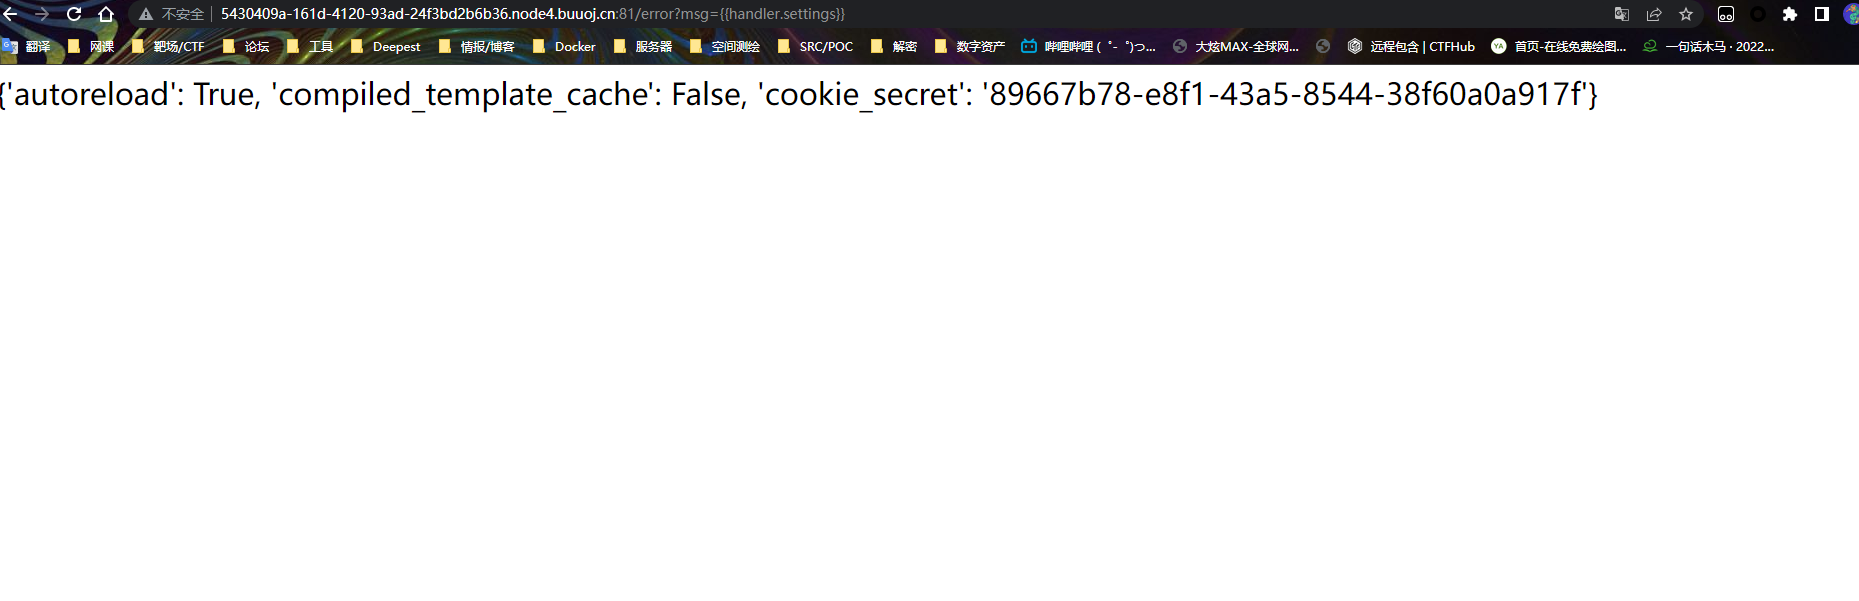 不安全 | 5430409a-161d-4120-93ad-24f3bd2b6b36.node4.buuoj.cn:81/error?msg={{handler.settings}}
翻译 网课 靶场/CTF 论坛 工具 Deepest 情报/博客 Docker 服务器 空间测绘 SRC/POC 解密 数字资产 哔哩哔哩 (゜-゜)つ... 大炫MAX-全球网... 远程包含 | CTFHub YA 首页-在线免费绘图... 一句话木马 · 2022...
{'autoreload': True, 'compiled_template_cache': False, 'cookie_secret': '89667b78-e8f1-43a5-8544-38f60a0a917f'}